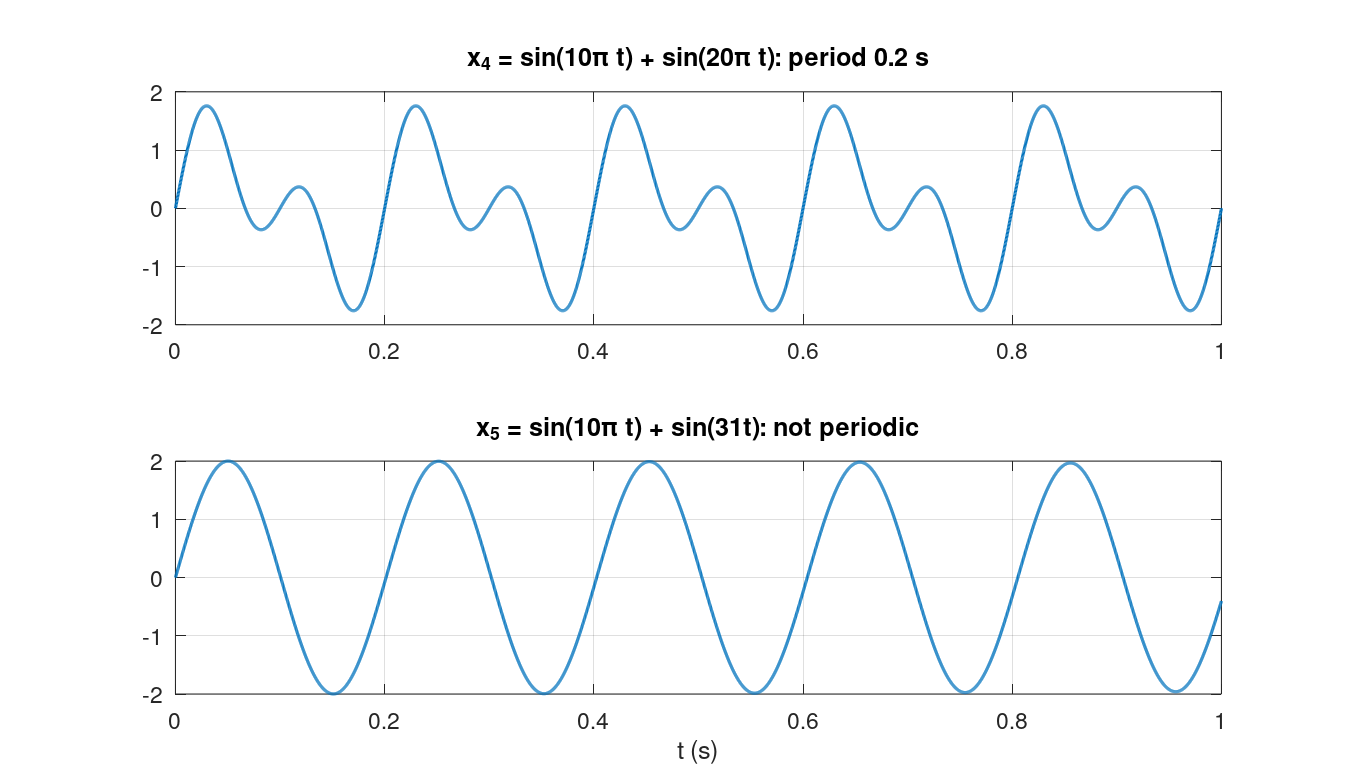 x₄ = sin(10π t) + sin(20π t): period 0.2 s
2
1
0
-1
-2
0 0.2 0.4 0.6 0.8 1
x₅ = sin(10π t) + sin(31t): not periodic
2
1
0
-1
-2
0 0.2 0.4 0.6 0.8 1
t (s)